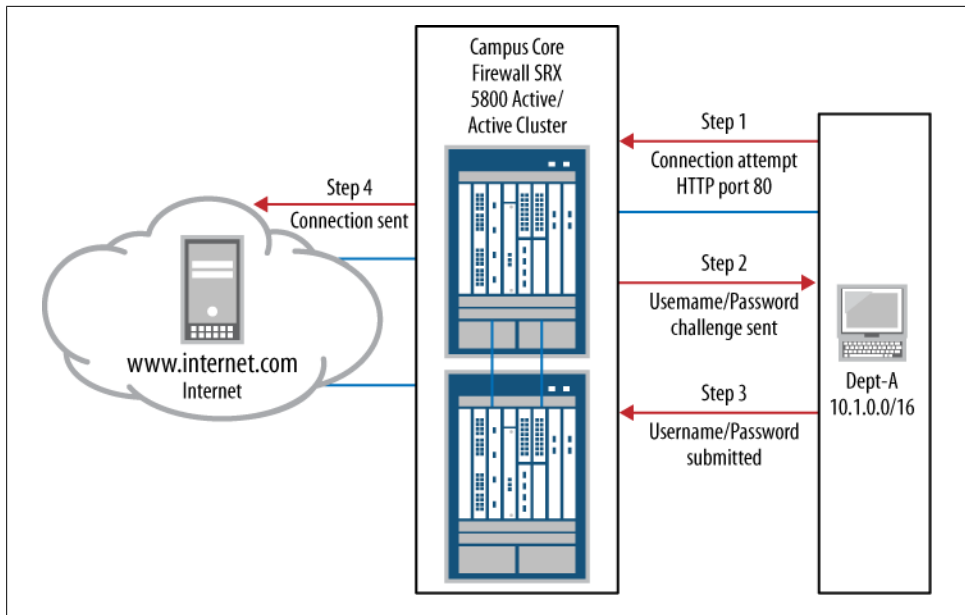 Campus Core
Firewall SRX
5800 Active/
Active Cluster
Step 1
Connection attempt
HTTP port 80
Step 4
Connection sent
Step 2
Username/Password
challenge sent
www.internet.com
Internet
Dept-A
10.1.0.0/16
Step 3
Username/Password
submitted